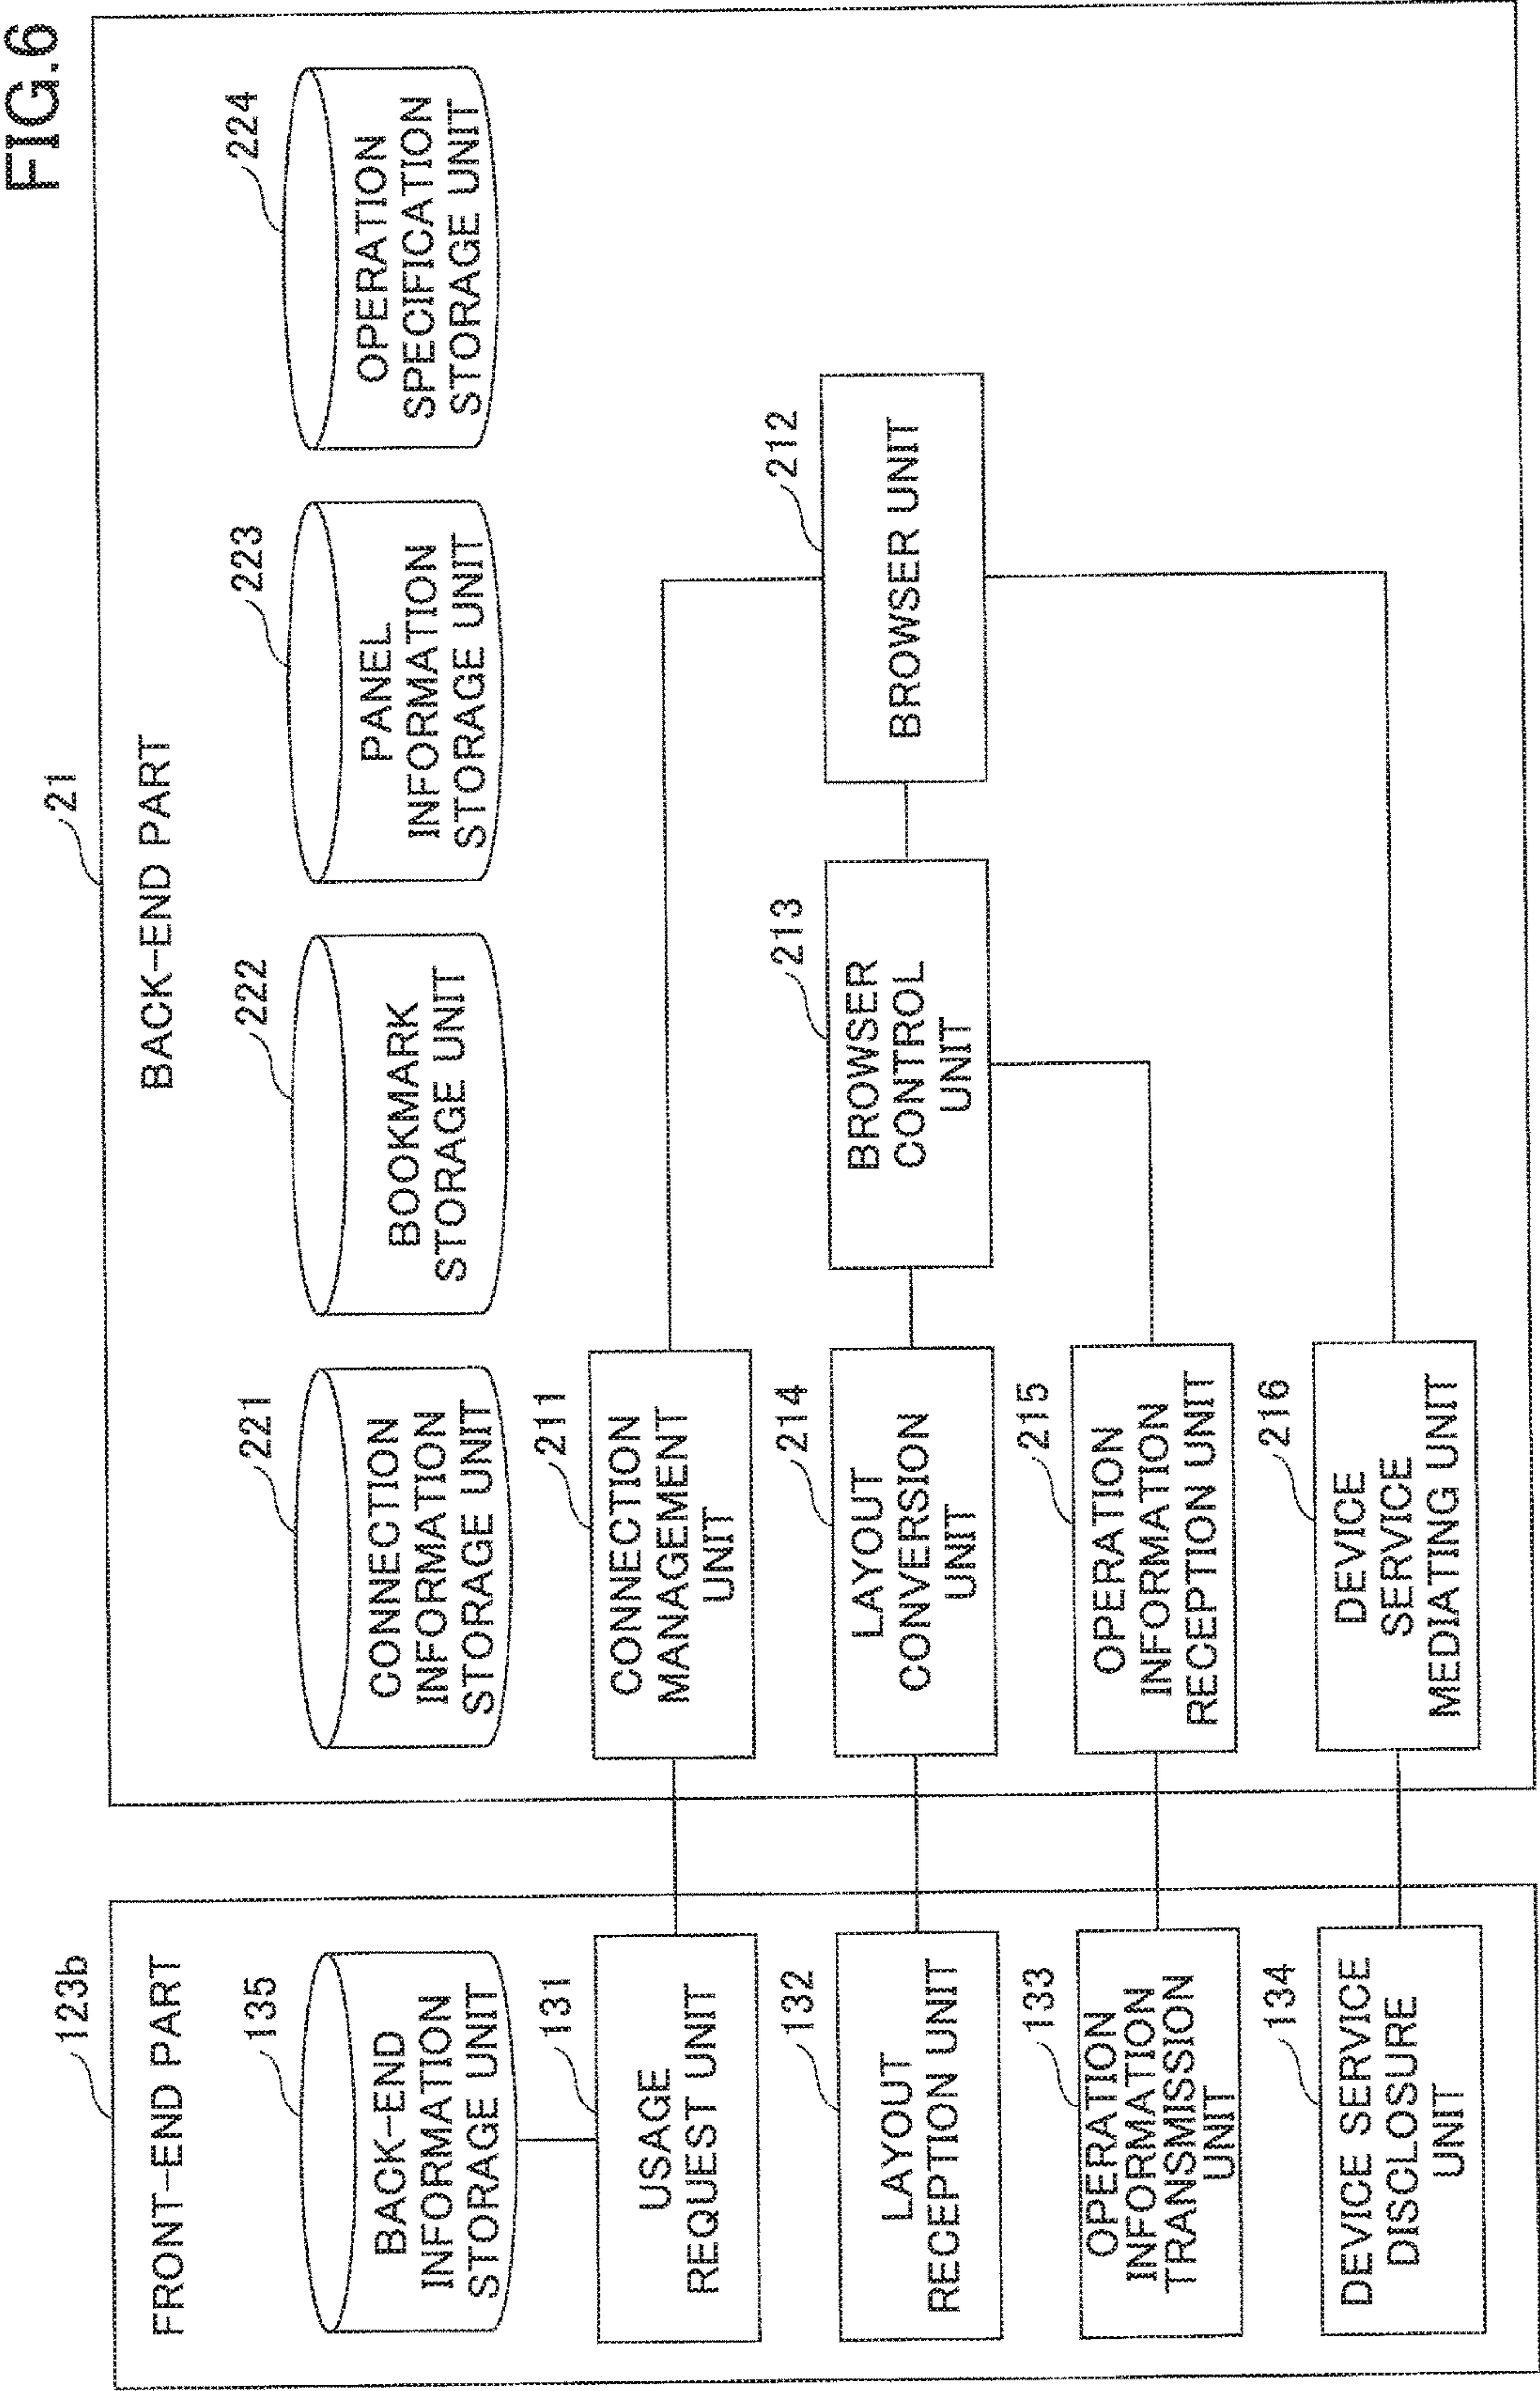 FIG.6
123b
FRONT-END PART
135
BACK-END
INFORMATION
STORAGE UNIT
131
USAGE
REQUEST UNIT
132
LAYOUT
RECEPTION UNIT
133
OPERATION
INFORMATION
TRANSMISSION
UNIT
134
DEVICE SERVICE
DISCLOSURE
UNIT
21
BACK-END PART
221
CONNECTION
INFORMATION
STORAGE UNIT
222
BOOKMARK
STORAGE UNIT
223
PANEL
INFORMATION
STORAGE UNIT
224
OPERATION
SPECIFICATION
STORAGE UNIT
211
CONNECTION
MANAGEMENT
UNIT
214
LAYOUT
CONVERSION
UNIT
213
BROWSER
CONTROL
UNIT
212
BROWSER UNIT
215
OPERATION
INFORMATION
RECEPTION UNIT
216
DEVICE
SERVICE
MEDIATING UNIT